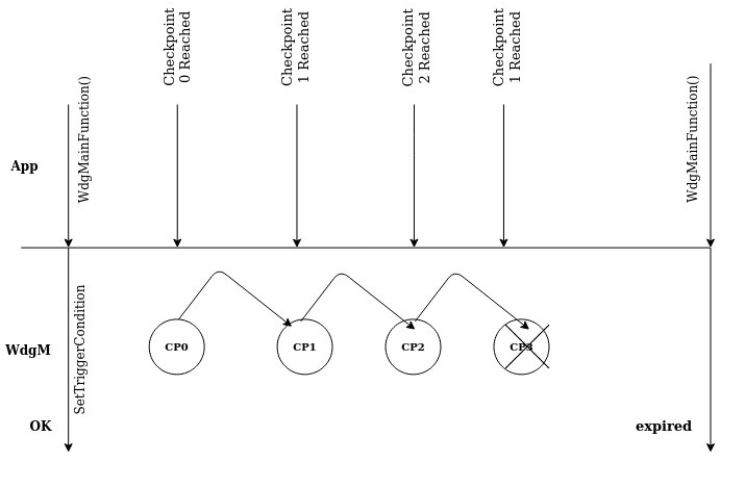 Checkpoint
0 Reached
Checkpoint
1 Reached
Checkpoint
2 Reached
Checkpoint
1 Reached
WdgMainFunction()
WdgMainFunction()
App
CP0
CP1
CP2
CP3
WdgM
SetTriggerCondition
OK
expired